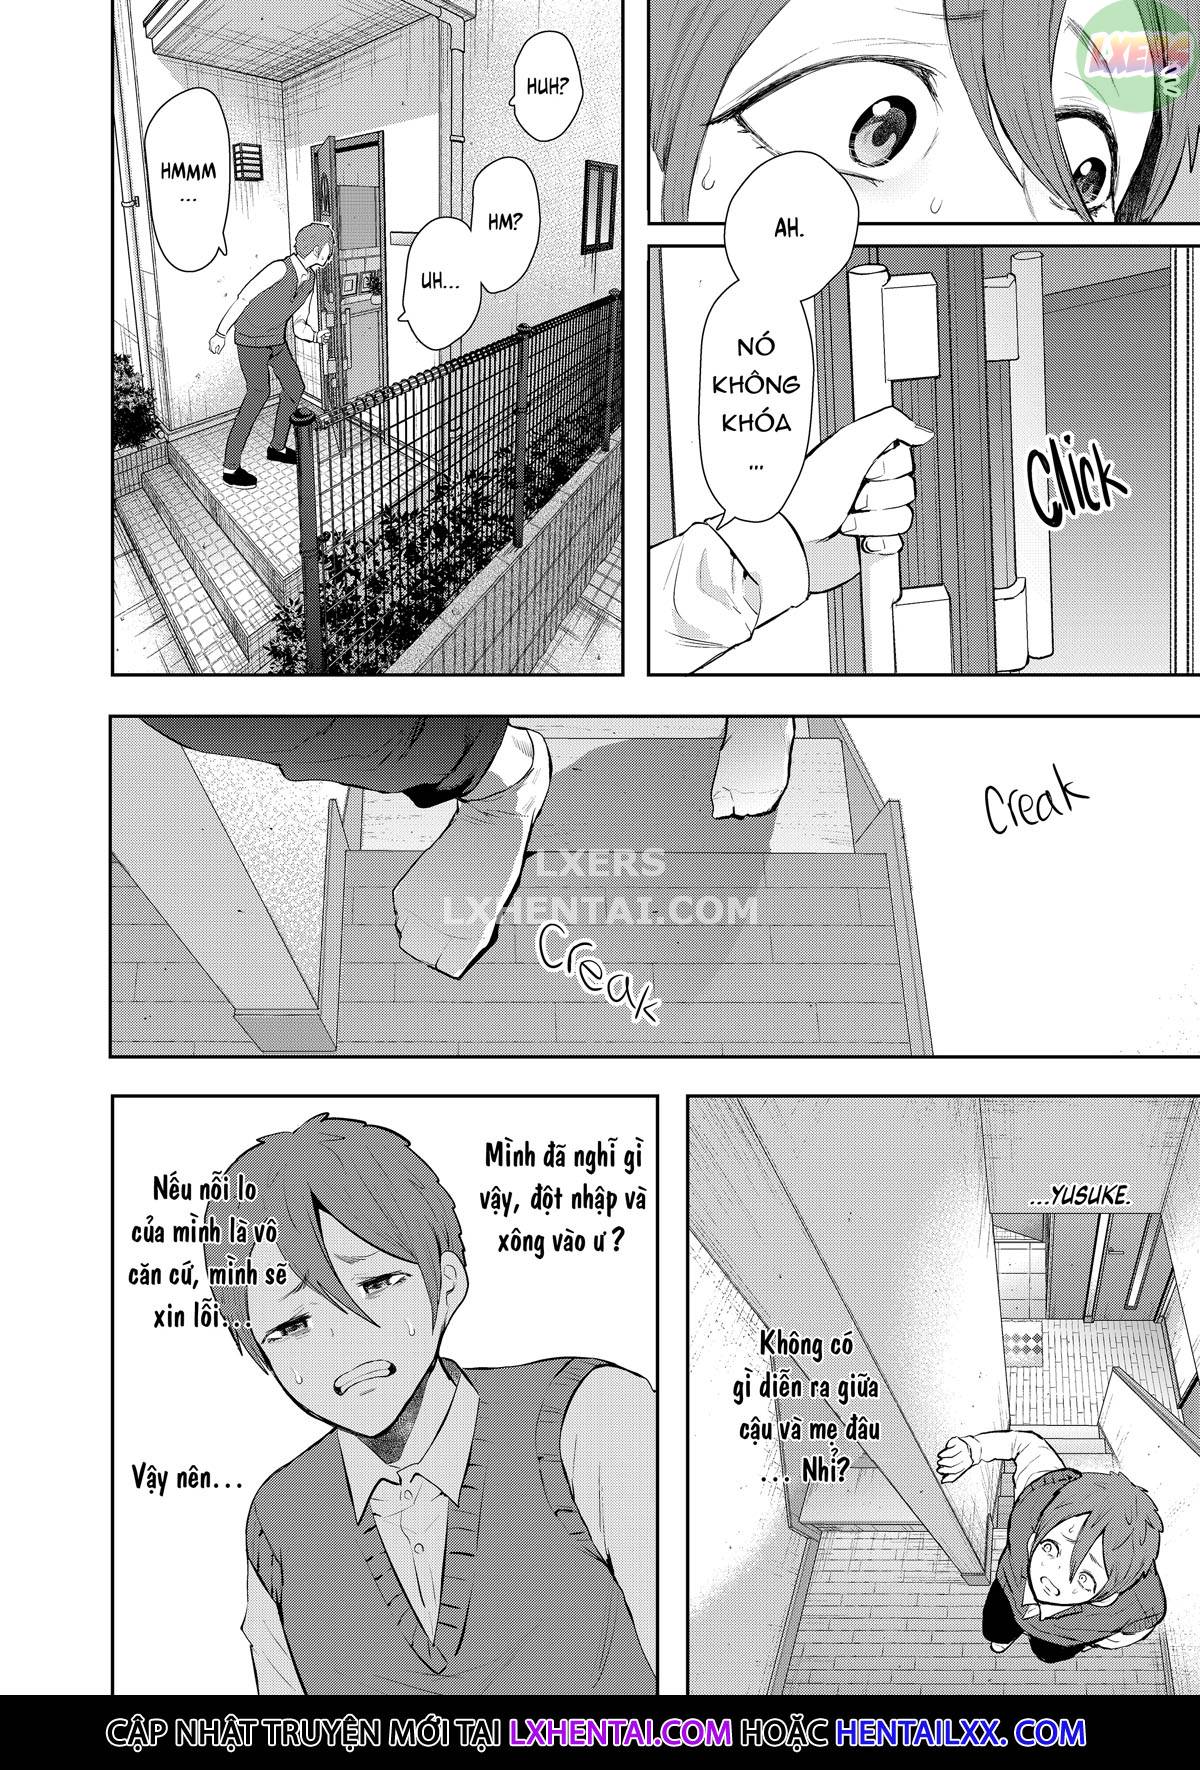 LXERS
AH.
NÓ
KHÔNG
KHÓA
...
Click
HUH?
HM?
UH...
HMMM
...
Creak
Creak
LXERS
LXHENTAI.COM
...YUSUKE.
Không có
gì diễn ra giữa
cậu và mẹ đâu
... Nhỉ?
Mình đã nghĩ gì
vậy, đột nhập và
xông vào ư?
Nếu nỗi lo
của mình là vô
căn cứ, mình sẽ
xin lỗi...
Vậy nên...
CẬP NHẬT TRUYỆN MỚI TẠI LXHENTAI.COM HOẶC HENTAILXX. COM